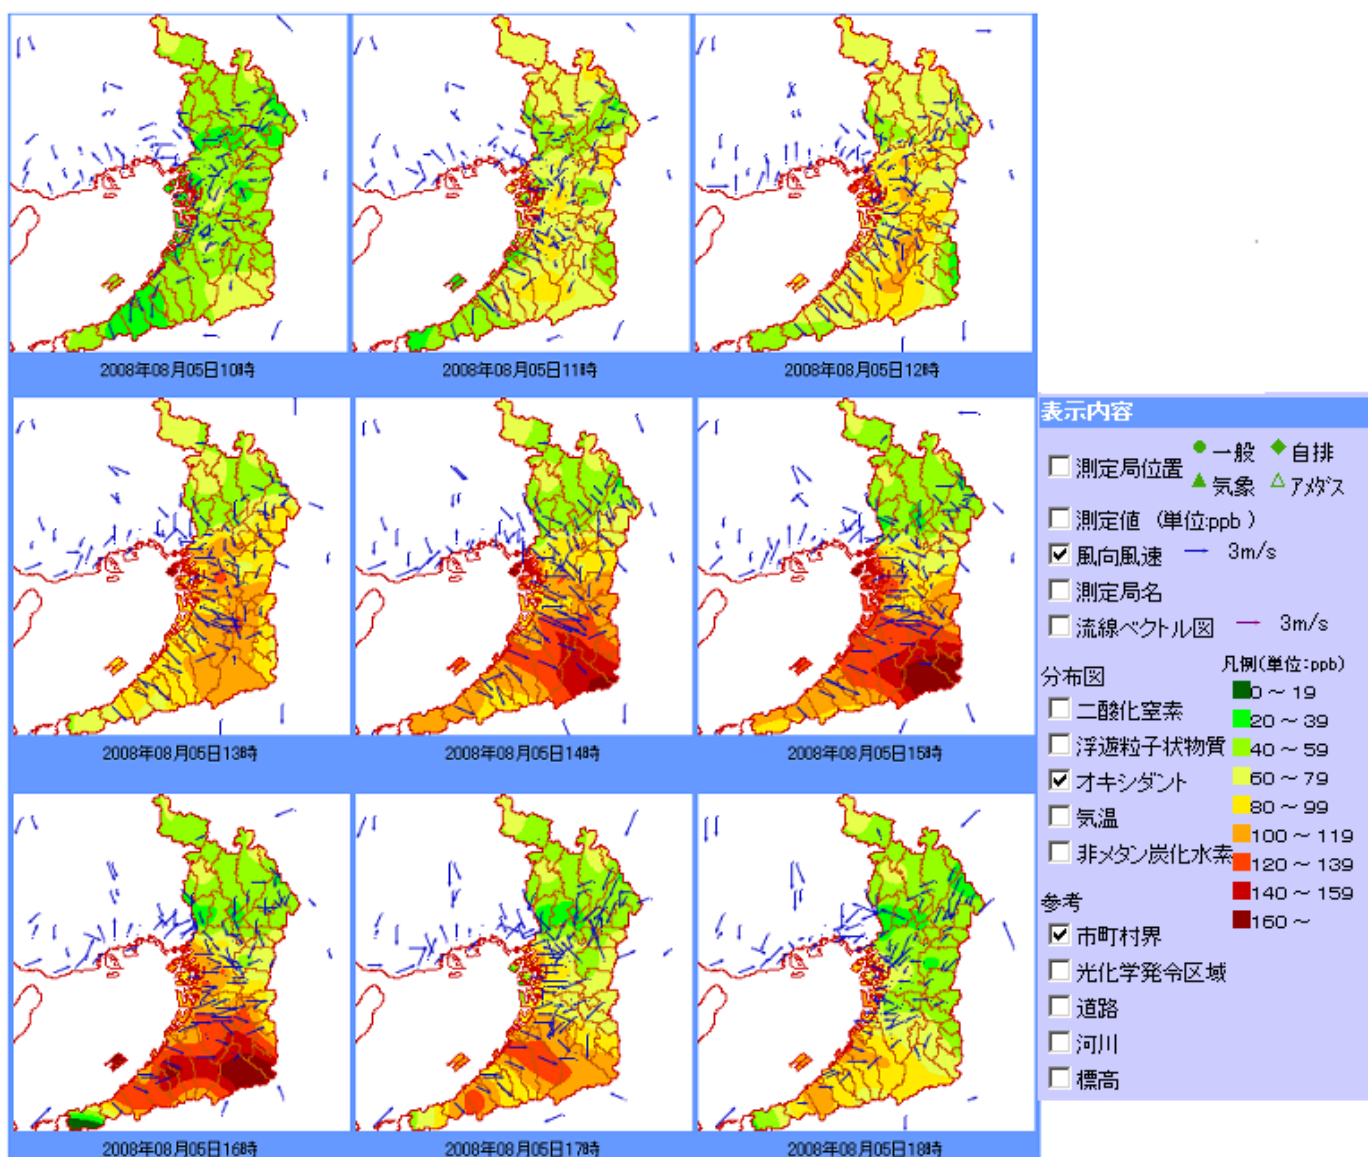 2008年08月05日10時
2008年08月05日11時
2008年08月05日12時
2008年08月05日13時
2008年08月05日14時
2008年08月05日15時
2008年08月05日16時
2008年08月05日17時
2008年08月05日18時
表示内容
測定局位置
●一般 ◆自排
▲気象 △アメダス
測定値 (単位:ppb )
風向風速 → 3m/s
測定局名
流線ベクトル図 → 3m/s
分布図
二酸化窒素
浮遊粒子状物質
オキシダント
気温
非メタン炭化水素
凡例(単位:ppb)
0 ～ 19
20 ～ 39
40 ～ 59
60 ～ 79
80 ～ 99
100 ～ 119
120 ～ 139
140 ～ 159
160 ～
参考
市町村界
光化学発令区域
道路
河川
標高